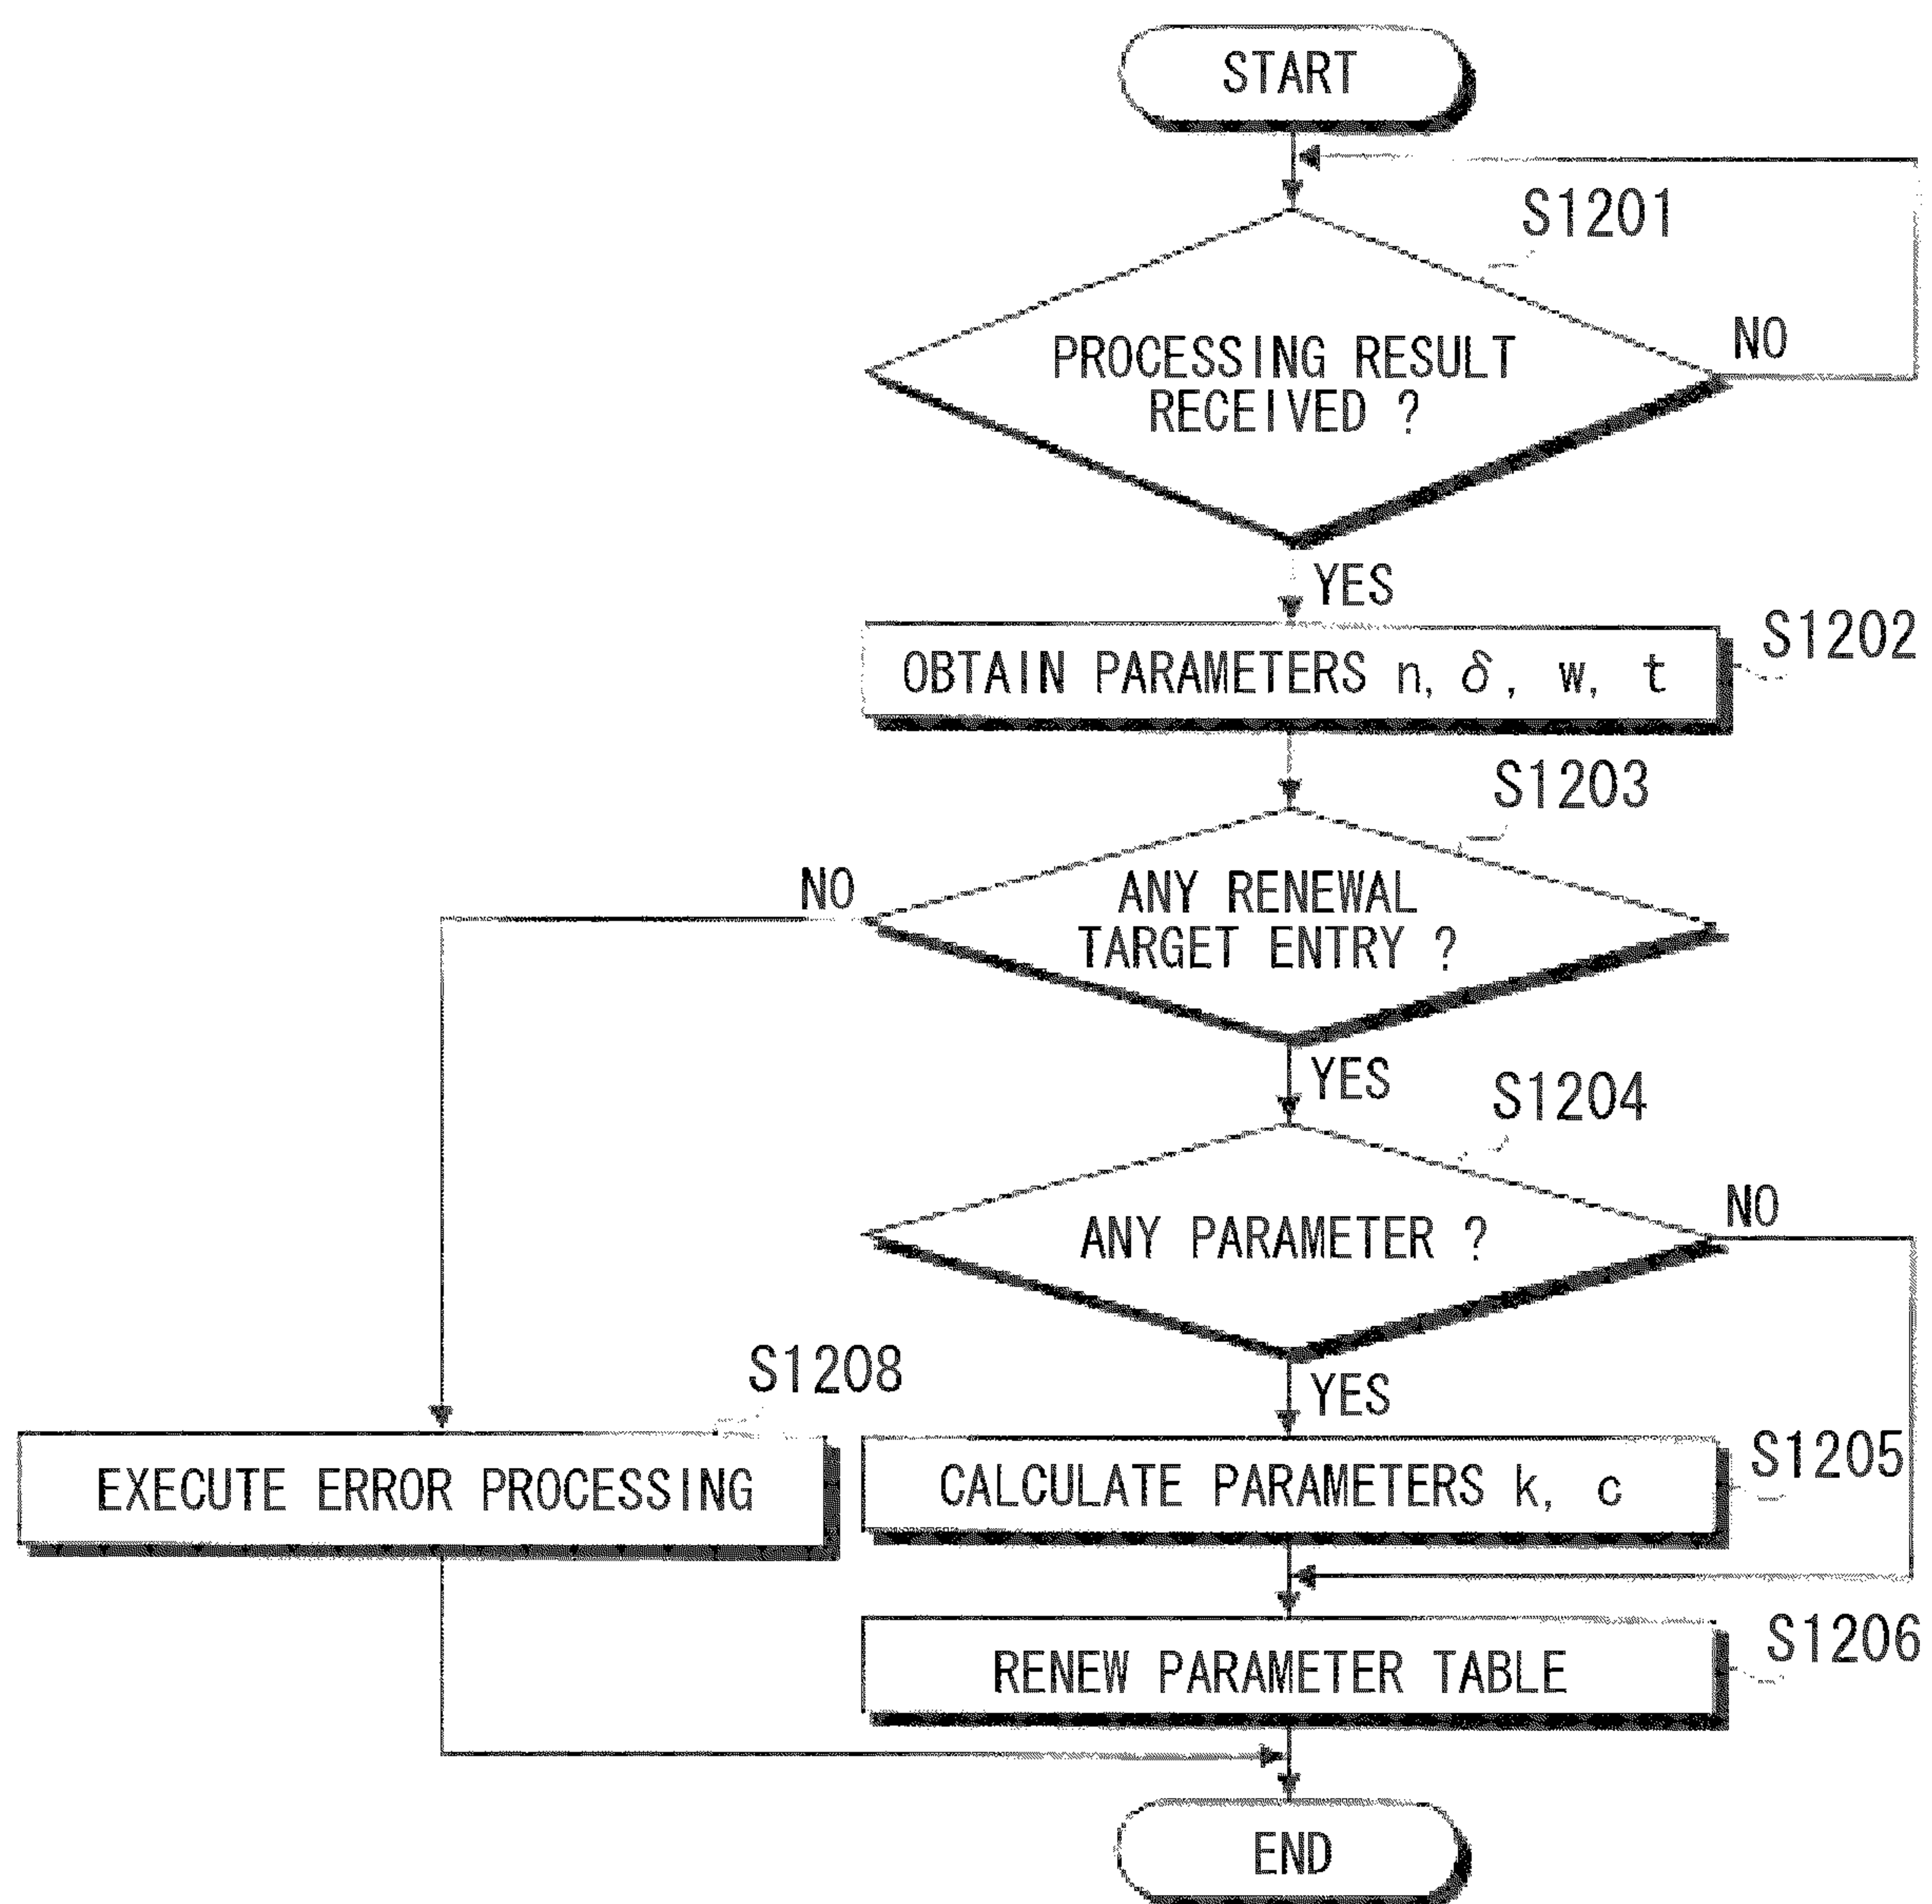 START
S1201
PROCESSING RESULT
RECEIVED ?
NO
YES
S1202
OBTAIN PARAMETERS n, δ, w, t
S1203
ANY RENEWAL
TARGET ENTRY ?
NO
YES
S1204
ANY PARAMETER ?
NO
YES
S1208
EXECUTE ERROR PROCESSING
S1205
CALCULATE PARAMETERS k, c
S1206
RENEW PARAMETER TABLE
END